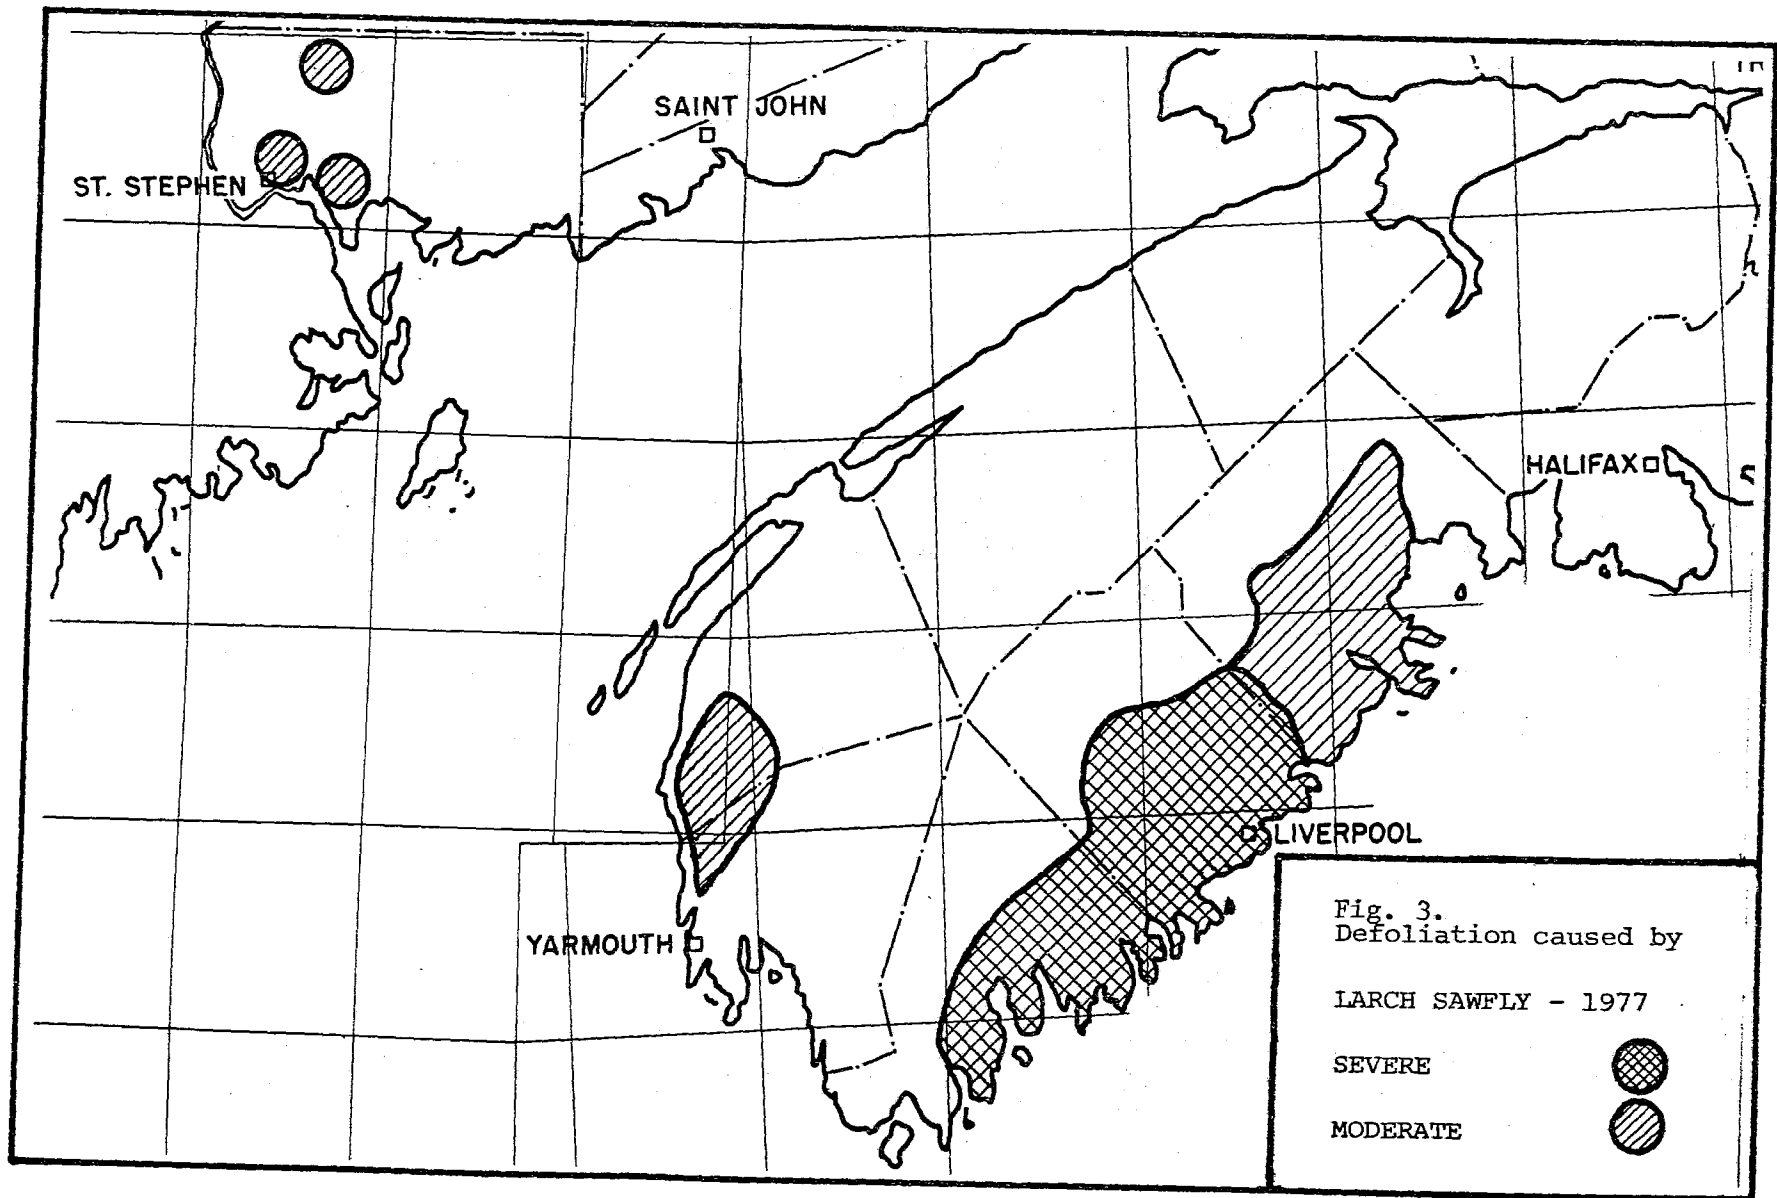 SAINT JOHN
ST. STEPHEN
HALIFAX
LIVERPOOL
YARMOUTH
Fig. 3.
Defoliation caused by
LARCH SAWFLY - 1977
SEVERE
MODERATE